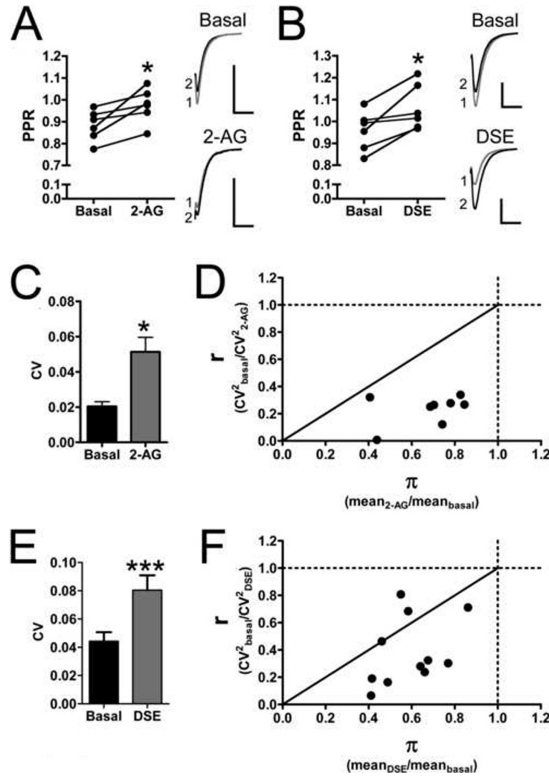 A
PPR
1.1
1.0
0.9
0.8
0.7
0.1
0.0
Basal 2-AG
*
Basal
2
1
2-AG
1
2
B
PPR
1.3
1.2
1.1
1.0
0.9
0.8
0.1
0.0
Basal DSE
*
Basal
2
1
DSE
1
2
C
CV
0.08
0.06
0.04
0.02
0.00
Basal 2-AG
*
D
r
(CV²basal/CV²2-AG)
1.2
1.0
0.8
0.6
0.4
0.2
0.0
0.0 0.2 0.4 0.6 0.8 1.0 1.2
π
(mean2-AG/meanbasal)
E
CV
0.10
0.08
0.06
0.04
0.02
0.00
Basal DSE
***
F
r
(CV²basal/CV²DSE)
1.2
1.0
0.8
0.6
0.4
0.2
0.0
0.0 0.2 0.4 0.6 0.8 1.0 1.2
π
(meanDSE/meanbasal)